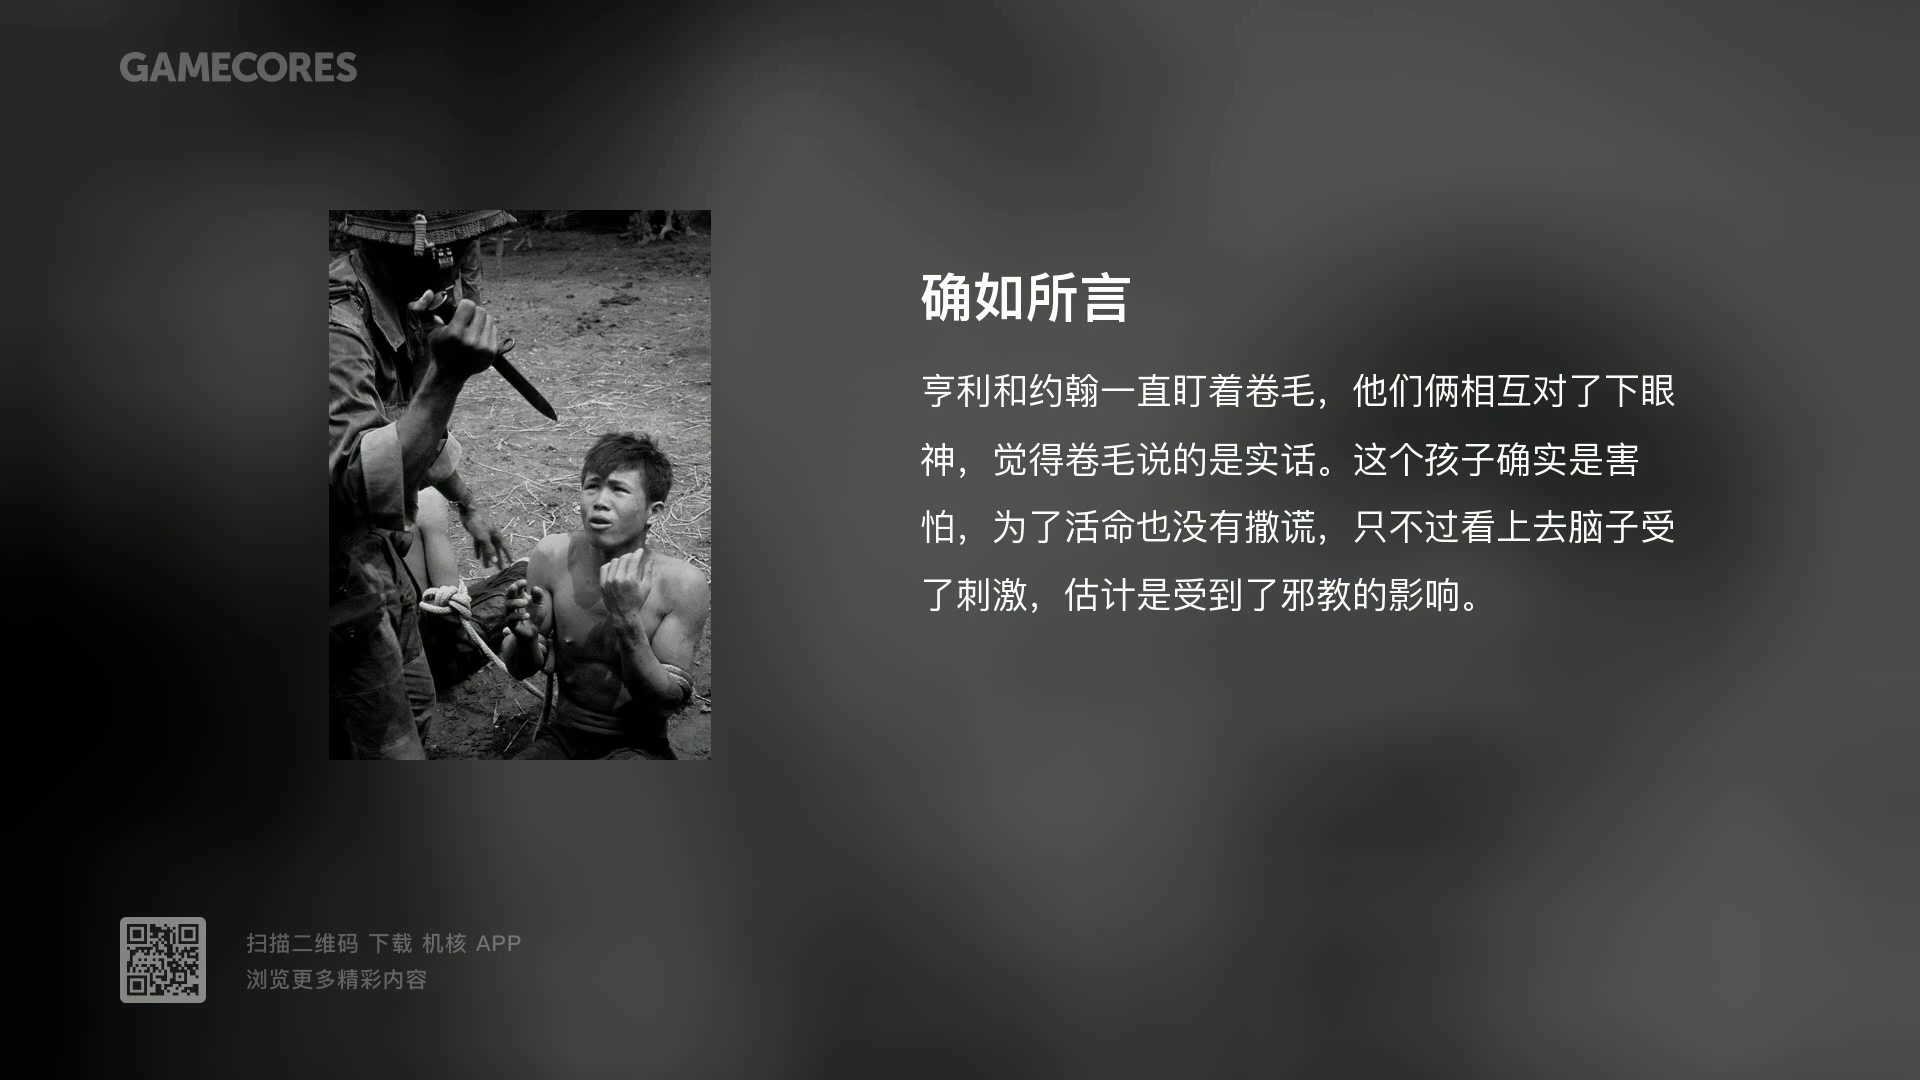 GAMECORES
确如所言
亨利和约翰一直盯着卷毛，他们俩相互对了下眼
神，觉得卷毛说的是实话。这个孩子确实是害
怕，为了活命也没有撒谎，只不过看上去脑子受
了刺激，估计是受到了邪教的影响。
扫描二维码 下载 机核 APP
浏览更多精彩内容